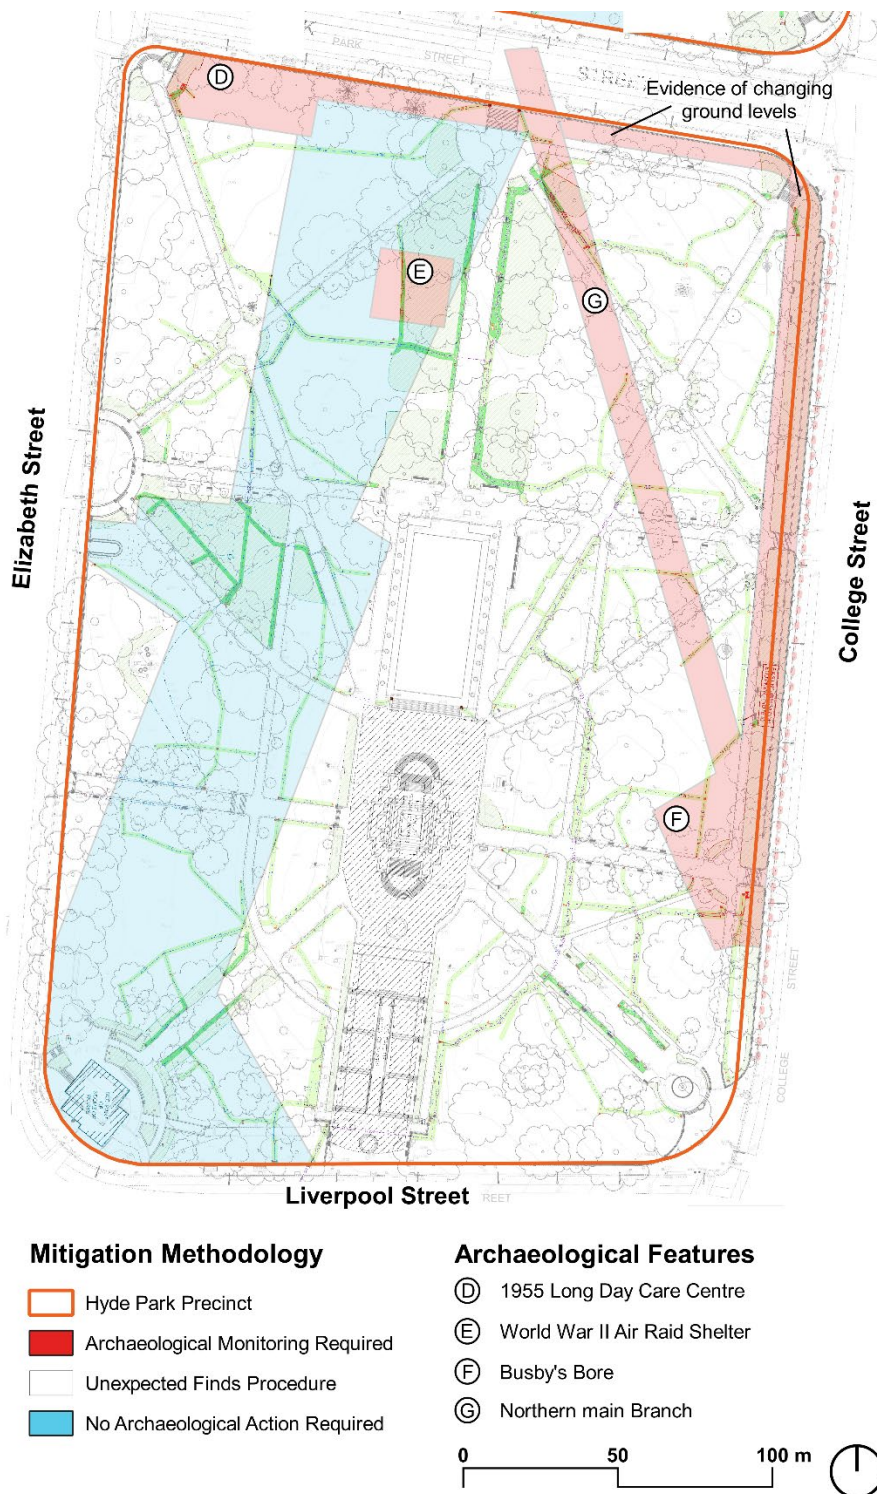 PARK
STREET
K
STREET
D
Evidence of changing
ground levels
E
G
Elizabeth Street
College Street
F
STREET
COLLEGE
Liverpool Street
REET
Mitigation Methodology
Hyde Park Precinct
Archaeological Monitoring Required
Unexpected Finds Procedure
No Archaeological Action Required
Archaeological Features
D 1955 Long Day Care Centre
E World War II Air Raid Shelter
F Busby's Bore
G Northern main Branch
0 50 100 m